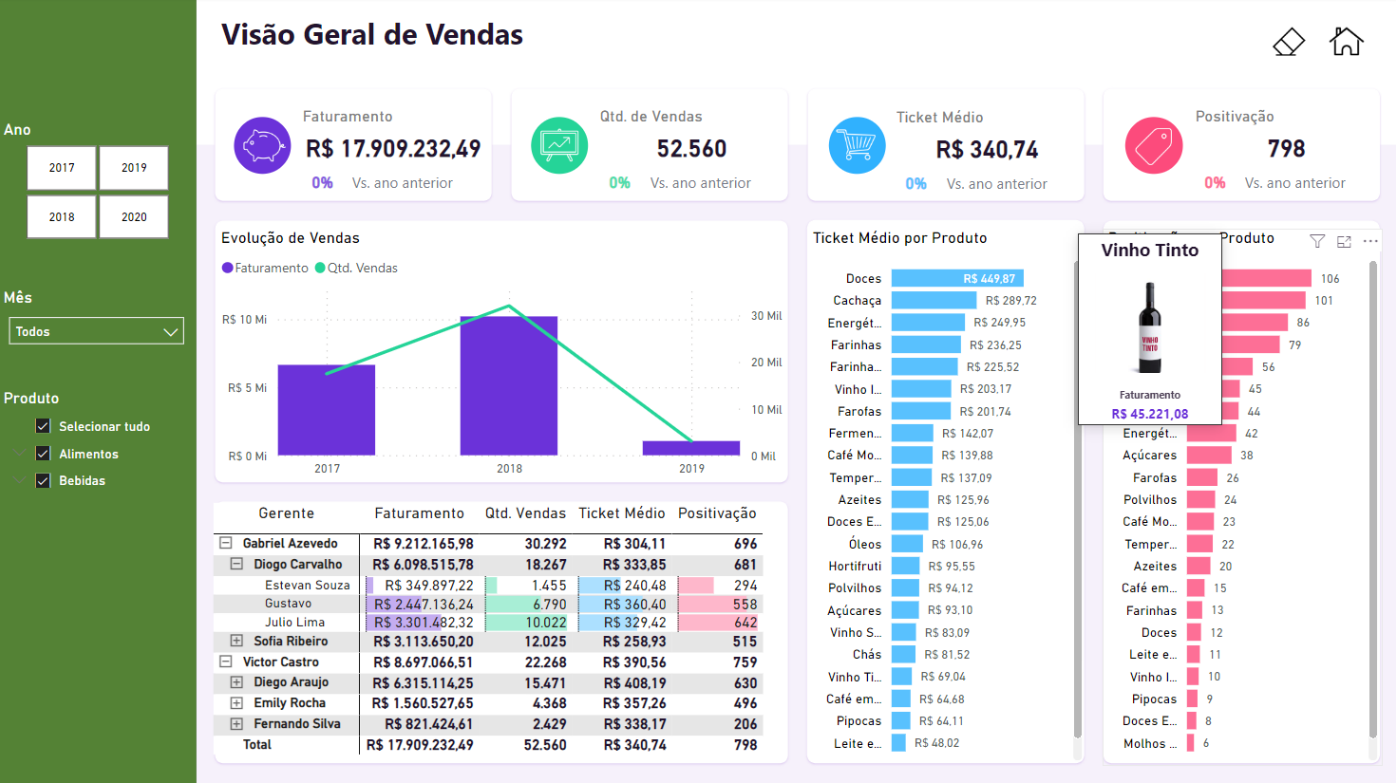 Visão Geral de Vendas
Ano
2017 2019
2018 2020
Mês
Todos
Produto
Selecionar tudo
Alimentos
Bebidas
Faturamento
R$ 17.909.232,49
0% Vs. ano anterior
Qtd. de Vendas
52.560
0% Vs. ano anterior
Ticket Médio
R$ 340,74
0% Vs. ano anterior
Positivação
798
0% Vs. ano anterior
Evolução de Vendas
Faturamento Qtd. Vendas
R$ 10 Mi
R$ 5 Mi
R$ 0 Mi
30 Mil
20 Mil
10 Mil
0 Mil
2017 2018 2019
Gerente Faturamento Qtd. Vendas Ticket Médio Positivação
Gabriel Azevedo R$ 9.212.165,98 30.292 R$ 304,11 696
Diogo Carvalho R$ 6.098.515,78 18.267 R$ 333,85 681
Estevan Souza R$ 349.897,22 1.455 R$ 240,48 294
Gustavo R$ 2.447.136,24 6.790 R$ 360,40 558
Julio Lima R$ 3.301.482,32 10.022 R$ 329,42 642
Sofia Ribeiro R$ 3.113.650,20 12.025 R$ 258,93 515
Victor Castro R$ 8.697.066,51 22.268 R$ 390,56 759
Diego Araujo R$ 6.315.114,25 15.471 R$ 408,19 630
Emily Rocha R$ 1.560.527,65 4.368 R$ 357,26 496
Fernando Silva R$ 821.424,61 2.429 R$ 338,17 206
Total R$ 17.909.232,49 52.560 R$ 340,74 798
Ticket Médio por Produto
Doces R$ 449,87
Cachaça R$ 289,72
Energét... R$ 249,95
Farinhas R$ 236,25
Farinha... R$ 225,52
Vinho I... R$ 203,17
Farofas R$ 201,74
Fermen... R$ 142,07
Café Mo... R$ 139,88
Temper... R$ 137,09
Azeites R$ 125,96
Doces E... R$ 125,06
Óleos R$ 106,96
Hortifruti R$ 95,55
Polvilhos R$ 94,12
Açúcares R$ 93,10
Vinho S... R$ 83,09
Chás R$ 81,52
Vinho Ti... R$ 69,04
Café em... R$ 64,68
Pipocas R$ 64,11
Leite e... R$ 48,02
Produto
Vinho Tinto
VINHO
TINTO
Faturamento
R$ 45.221,08
106
101
86
79
56
45
44
Energét... 42
Açúcares 38
Farofas 26
Polvilhos 24
Café Mo... 23
Temper... 22
Azeites 20
Café em... 15
Farinhas 13
Doces 12
Leite e... 11
Vinho I... 10
Pipocas 9
Doces E... 8
Molhos ... 6